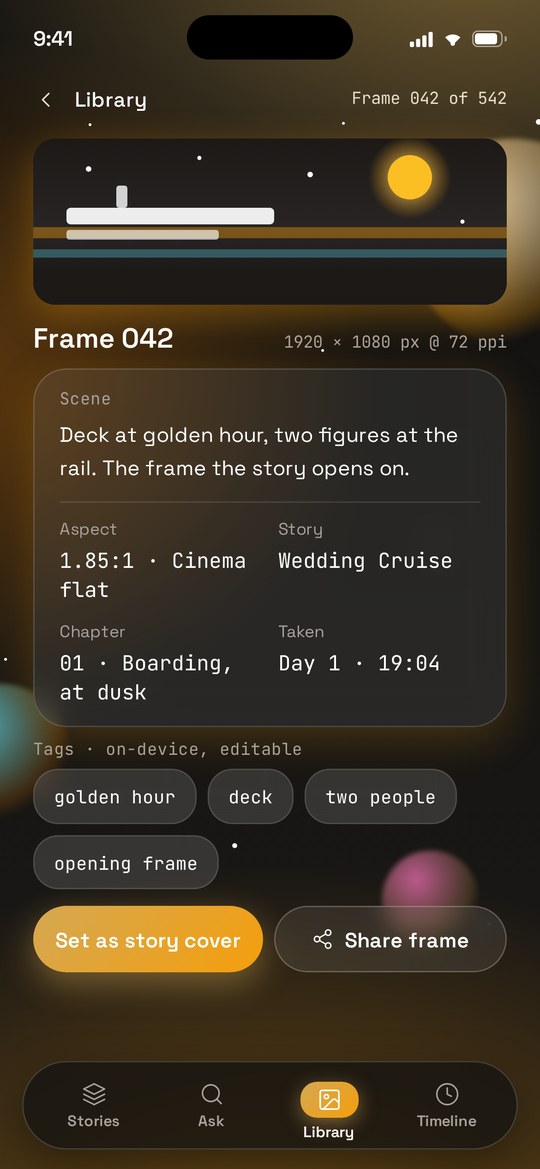 9:41
Library
Frame 042 of 542
Frame 042
1920 × 1080 px @ 72 ppi
Scene
Deck at golden hour, two figures at the
rail. The frame the story opens on.
Aspect
1.85:1 · Cinema
flat
Story
Wedding Cruise
Chapter
01 · Boarding,
at dusk
Taken
Day 1 · 19:04
Tags · on-device, editable
golden hour
deck
two people
opening frame
Set as story cover
Share frame
Stories
Ask
Library
Timeline